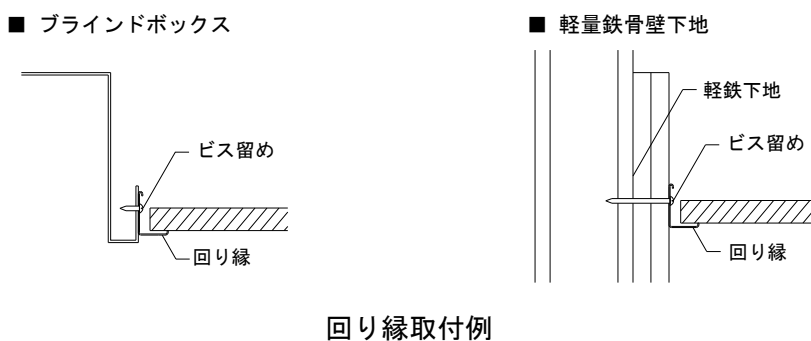 ■ ブラインドボックス
ビス留め
回り縁
■ 軽量鉄骨壁下地
軽鉄下地
ビス留め
回り縁
回り縁取付例